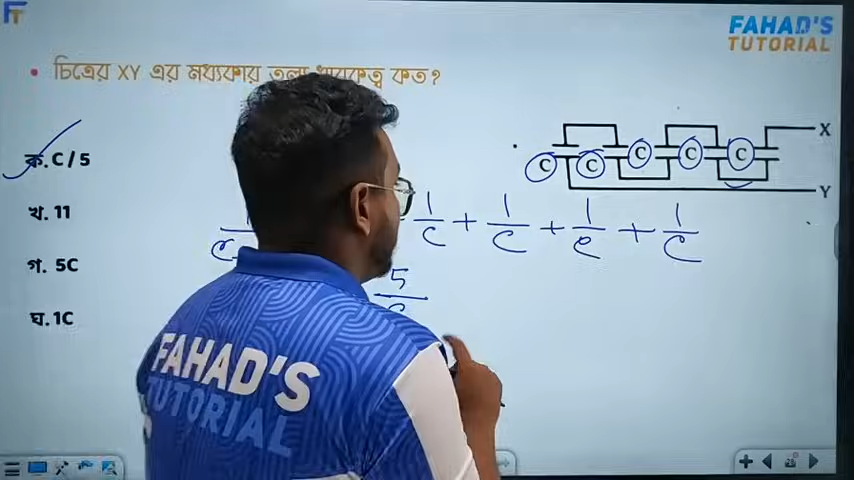 FT
FAHAD'S
TUTORIAL
চিত্রের XY এর মধ্যকার তুল্য ধারকত্ব কত?
ক. C/5
খ. 11
গ. 5C
ঘ. 1C
X
C C C C C
Y
1/C + 1/C + 1/C + 1/C
5
FAHAD'S
TUTORIAL